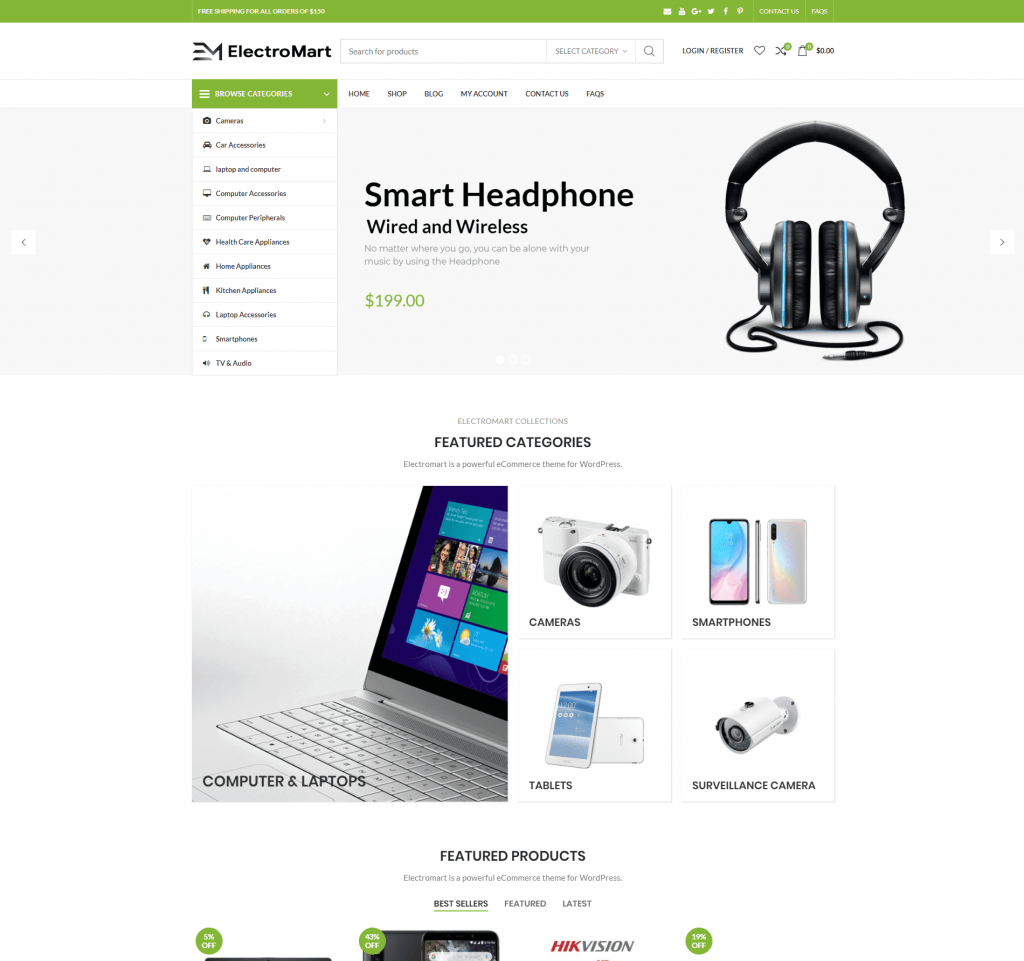 FREE SHIPPING FOR ALL ORDERS OF $150
CONTACT US
FAQS
ElectroMart
Search for products
SELECT CATEGORY
LOGIN / REGISTER
0
0
$0.00
BROWSE CATEGORIES
HOME
SHOP
BLOG
MY ACCOUNT
CONTACT US
FAQS
Cameras
Car Accessories
laptop and computer
Computer Accessories
Computer Peripherals
Health Care Appliances
Home Appliances
Kitchen Appliances
Laptop Accessories
Smartphones
TV & Audio
Smart Headphone
Wired and Wireless
No matter where you go, you can be alone with your
music by using the Headphone
$199.00
ELECTROMART COLLECTIONS
FEATURED CATEGORIES
Electromart is a powerful eCommerce theme for WordPress.
COMPUTER & LAPTOPS
CAMERAS
SMARTPHONES
TABLETS
SURVEILLANCE CAMERA
FEATURED PRODUCTS
Electromart is a powerful eCommerce theme for WordPress.
BEST SELLERS
FEATURED
LATEST
5%
OFF
43%
OFF
HIKVISION
19%
OFF